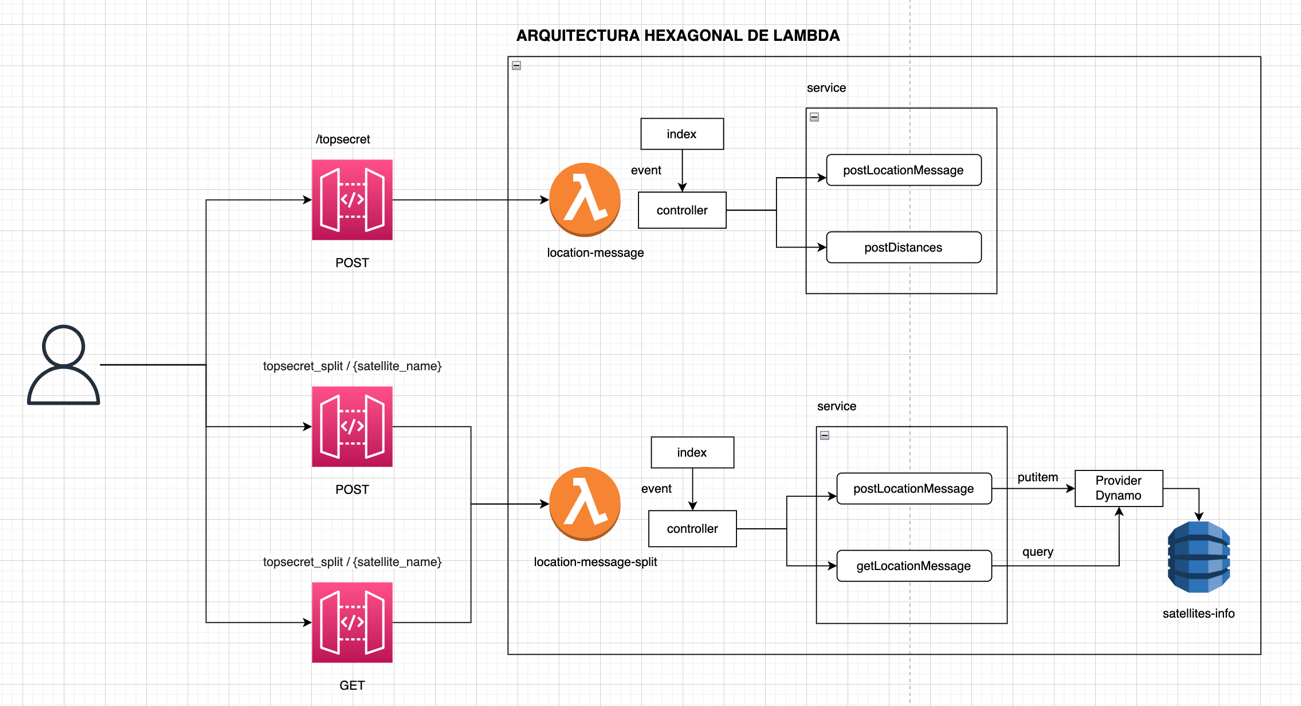 ARQUITECTURA HEXAGONAL DE LAMBDA
/topsecret
POST
location-message
index
event
controller
service
postLocationMessage
postDistances
topsecret_split / {satellite_name}
POST
topsecret_split / {satellite_name}
GET
location-message-split
index
event
controller
service
postLocationMessage
getLocationMessage
putitem
query
Provider
Dynamo
satellites-info